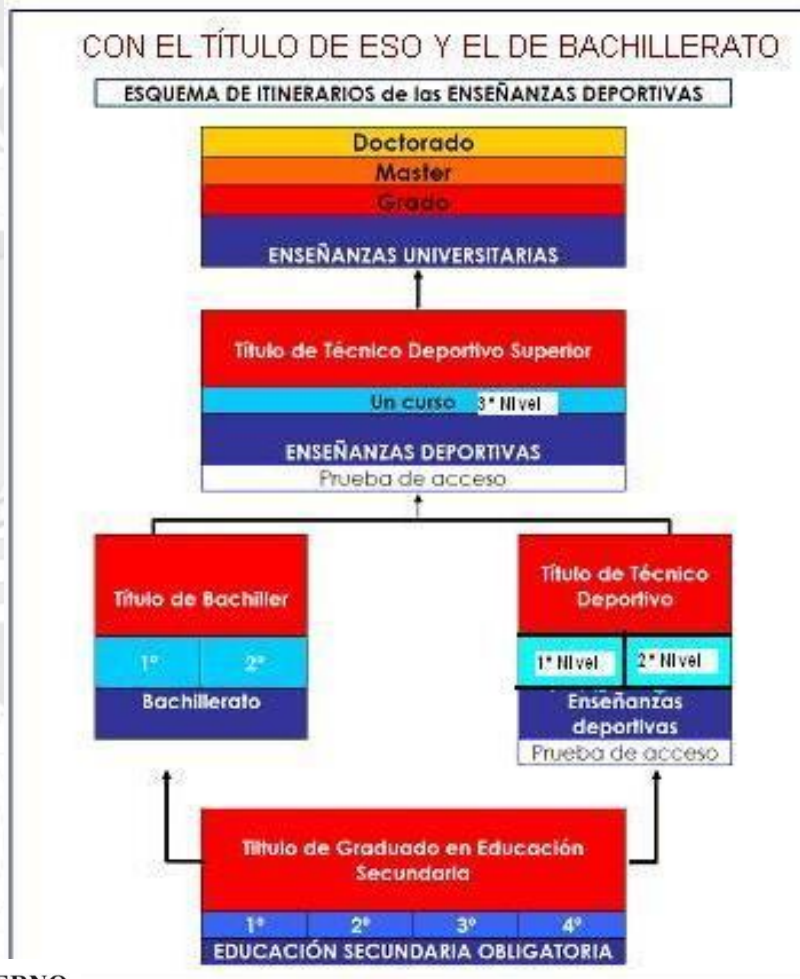 CON EL TÍTULO DE ESO Y EL DE BACHILLERATO
ESQUEMA DE ITINERARIOS de las ENSEÑANZAS DEPORTIVAS
Doctorado
Master
Grado
ENSEÑANZAS UNIVERSITARIAS
Título de Técnico Deportivo Superior
Un curso 3º Nivel
ENSEÑANZAS DEPORTIVAS
Prueba de acceso
Título de Bachiller
1º 2º
Bachillerato
Título de Técnico
Deportivo
1º Nivel 2º Nivel
Enseñanzas
deportivas
Prueba de acceso
Tíltulo de Graduado en Educación
Secundaria
1º 2º 3º 4º
EDUCACIÓN SECUNDARIA OBLIGATORIA